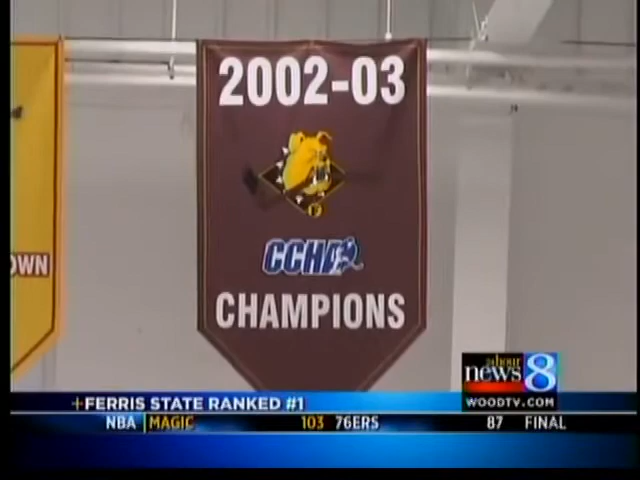 2002-03
CCHA
CHAMPIONS
OWN
24 hour
news 8
WOODTV.COM
+FERRIS STATE RANKED #1
NBA MAGIC 103 76ERS 87 FINAL